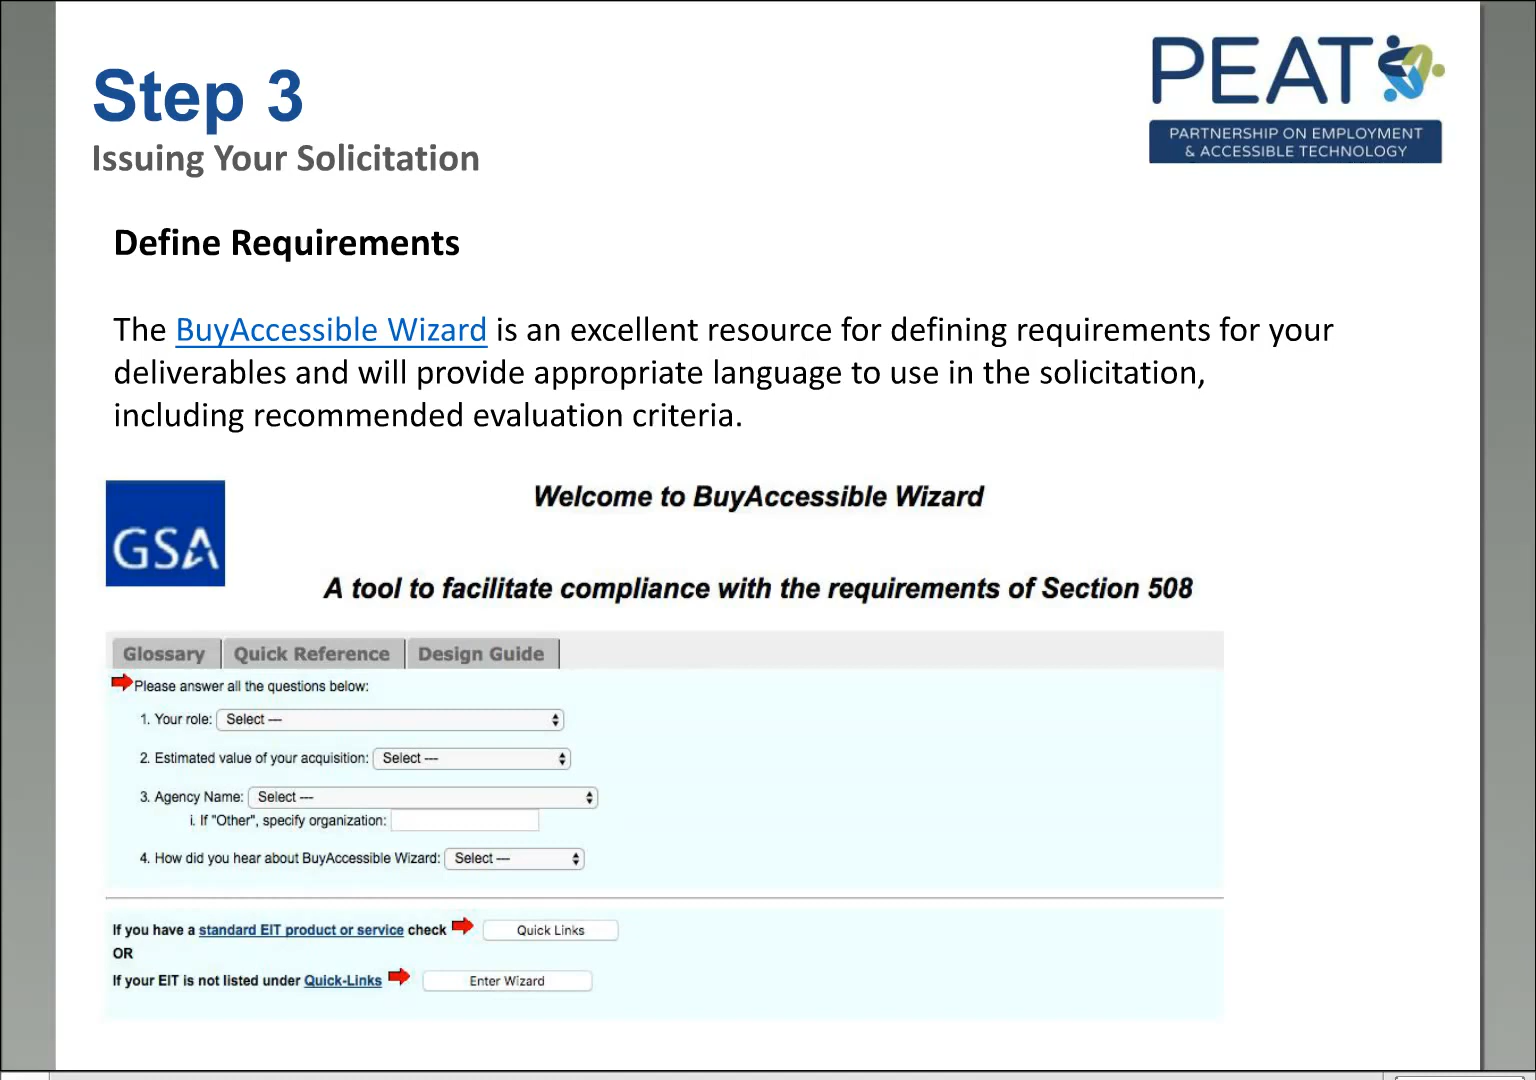 Step 3
Issuing Your Solicitation
PEAT
PARTNERSHIP ON EMPLOYMENT
& ACCESSIBLE TECHNOLOGY
Define Requirements
The BuyAccessible Wizard is an excellent resource for defining requirements for your
deliverables and will provide appropriate language to use in the solicitation,
including recommended evaluation criteria.
GSA
Welcome to BuyAccessible Wizard
A tool to facilitate compliance with the requirements of Section 508
Glossary Quick Reference Design Guide
Please answer all the questions below:
1. Your role: Select ---
2. Estimated value of your acquisition: Select ---
3. Agency Name: Select ---
i. If "Other", specify organization:
4. How did you hear about BuyAccessible Wizard: Select ---
If you have a standard EIT product or service check Quick Links
OR
If your EIT is not listed under Quick-Links Enter Wizard